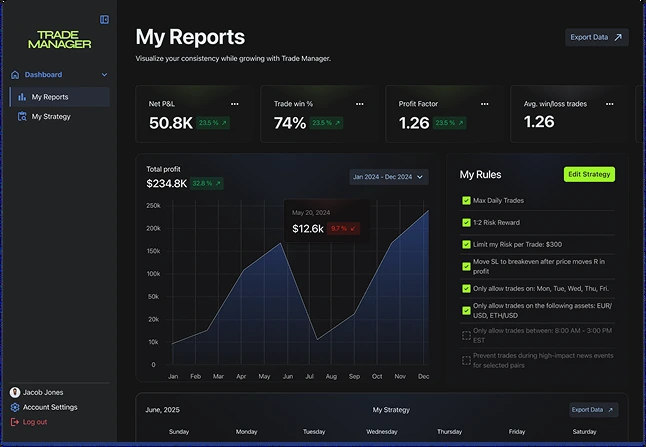 TRADE
MANAGER
Dashboard
My Reports
My Strategy
Jacob Jones
Account Settings
Log out
My Reports
Visualize your consistency while growing with Trade Manager.
Export Data
Net P&L
50.8K 23.5 %
Trade win %
74% 23.5 %
Profit Factor
1.26 23.5 %
Avg. win/loss trades
1.26
Total profit
$234.8K 32.8 %
Jan 2024 - Dec 2024
250k
200k
150k
100k
50k
20k
10k
0
May 20, 2024
$12.6k 9.7 %
Jan Feb Mar Apr May Jun Jul Aug Sep Oct Nov Dec
My Rules
Edit Strategy
Max Daily Trades
1:2 Risk Reward
Limit my Risk per Trade: $300
Move SL to breakeven after price moves R in
profit
Only allow trades on: Mon, Tue, Wed, Thu, Fri.
Only allow trades on the following assets: EUR/
USD, ETH/USD
Only allow trades between: 8:00 AM – 3:00 PM
EST
Prevent trades during high-impact news events
for selected pairs
June, 2025
My Strategy
Export Data
Sunday Monday Tuesday Wednesday Thursday Friday Saturday